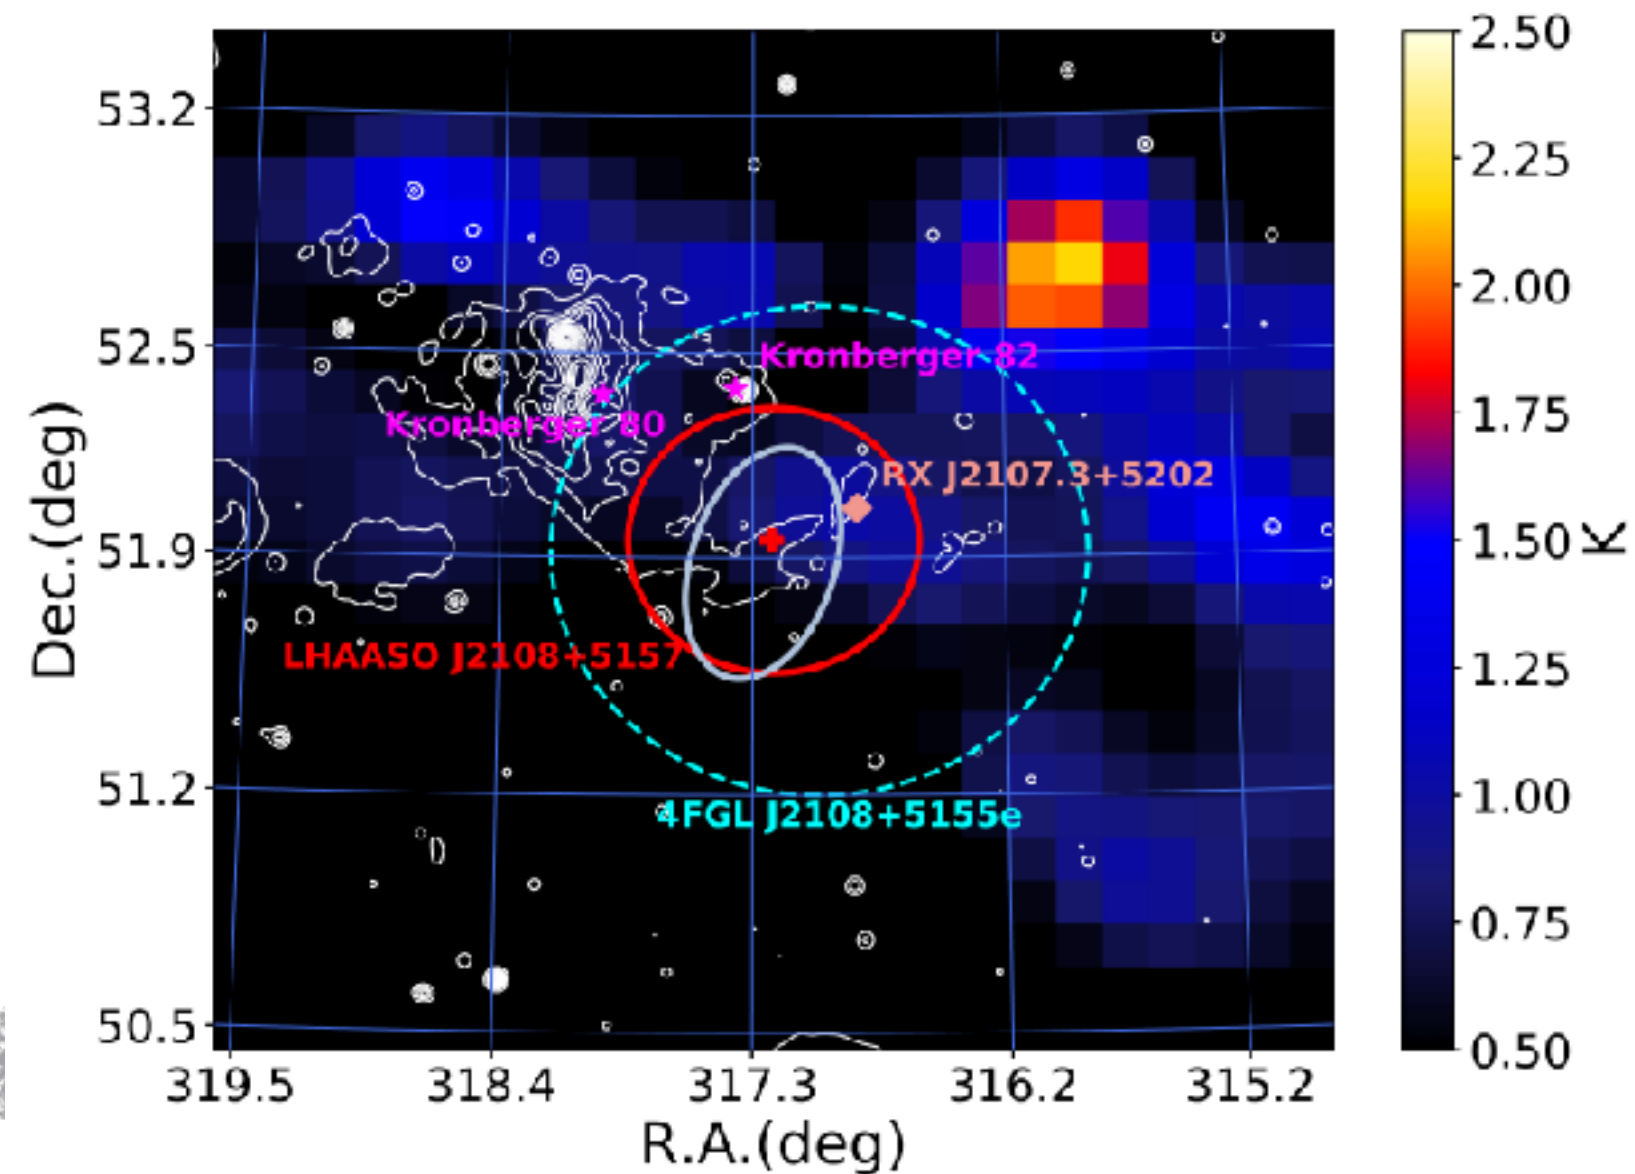 2.50
53.2
2.25
2.00
52.5
Kronberger 82
Kronberger 80
1.75
RX J2107.3+5202
Dec.(deg)
51.9
1.50
K
LHAASO J2108+5157
1.25
51.2
4FGL J2108+5155e
1.00
0.75
50.5
0.50
319.5 318.4 317.3 316.2 315.2
R.A.(deg)